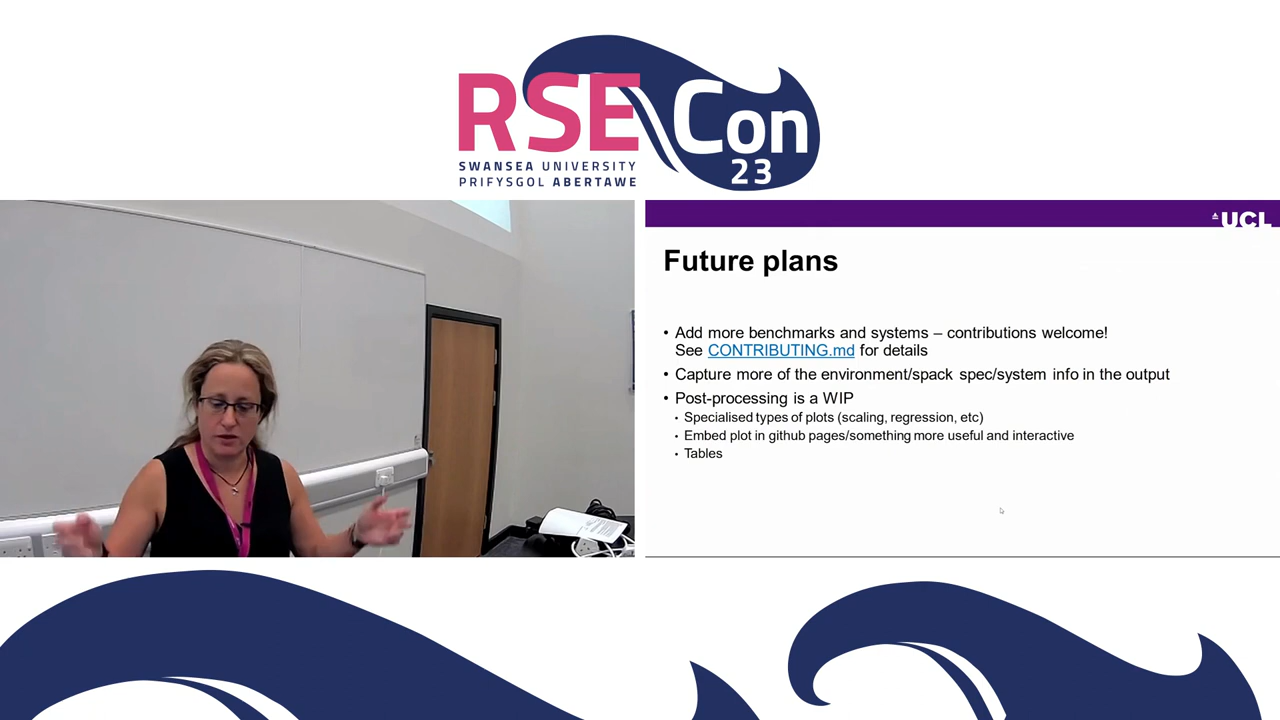 RSE Con
23
SWANSEA UNIVERSITY
PRIFYSGOL ABERTAWE
UCL
Future plans
• Add more benchmarks and systems – contributions welcome!
See CONTRIBUTING.md for details
• Capture more of the environment/spack spec/system info in the output
• Post-processing is a WIP
• Specialised types of plots (scaling, regression, etc)
• Embed plot in github pages/something more useful and interactive
• Tables